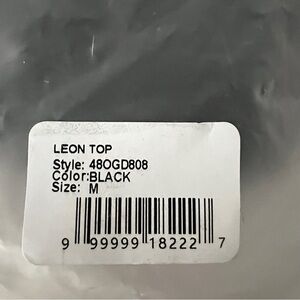 LEON TOP
Style: 48OGD808
Color:BLACK
Size: M
9 99999 18222 7